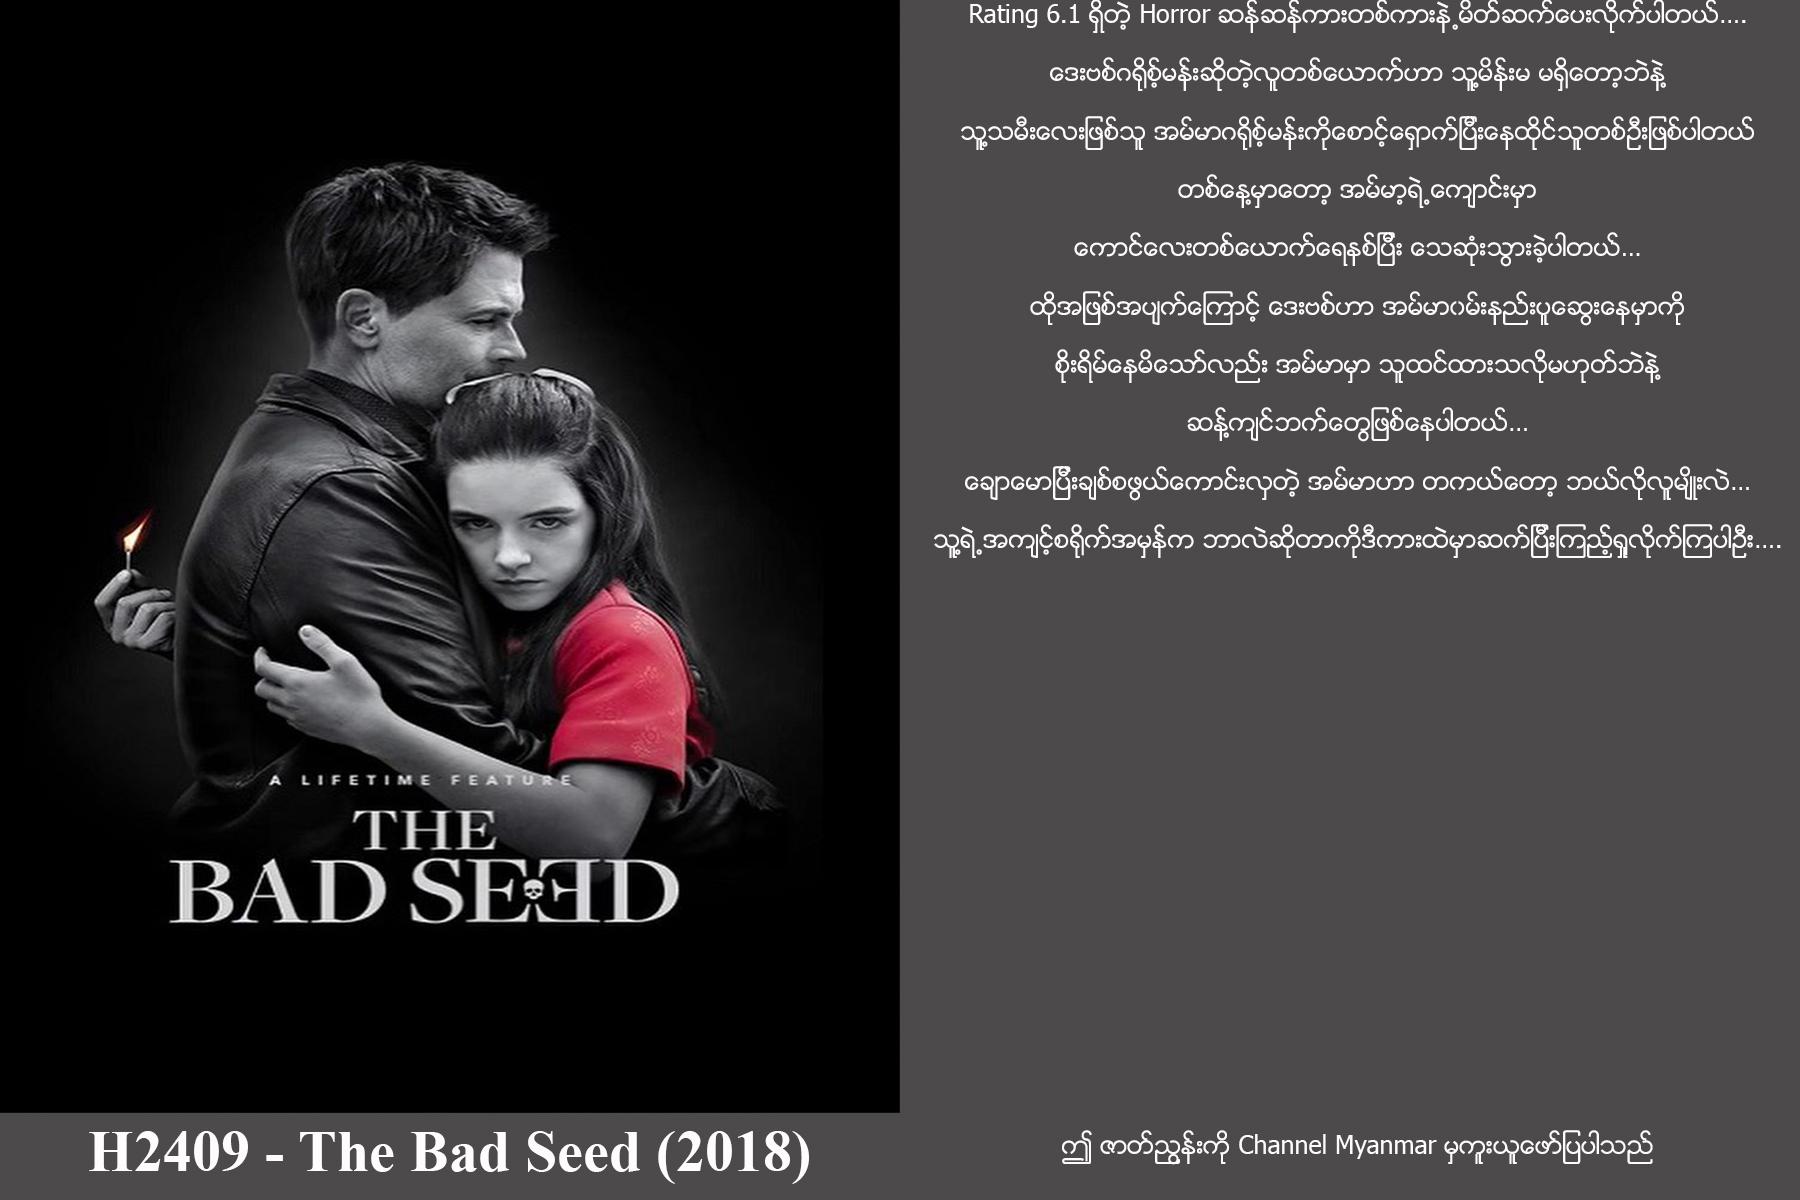 A LIFETIME FEATURE
THE
BAD SEED
H2409 - The Bad Seed (2018)
Rating 6.1 ရှိတဲ့ Horror ဆန်ဆန်ကားတစ်ကားနဲ့ မိတ်ဆက်ပေးလိုက်ပါတယ်....
ဒေးဗစ်ဂရိုစ့်မန်းဆိုတဲ့လူတစ်ယောက်ဟာ သူ့မိန်းမ မရှိတော့ဘဲနဲ့
သူ့သမီးလေးဖြစ်သူ အမ်မာဂရိုစ့်မန်းကိုစောင့်ရှောက်ပြီးနေထိုင်သူတစ်ဦးဖြစ်ပါတယ်
တစ်နေ့မှာတော့ အမ်မာ့ရဲ့ကျောင်းမှာ
ကောင်လေးတစ်ယောက်ရေနစ်ပြီး သေဆုံးသွားခဲ့ပါတယ်...
ထိုအဖြစ်အပျက်ကြောင့် ဒေးဗစ်ဟာ အမ်မာဝမ်းနည်းပူဆွေးနေမှာကို
စိုးရိမ်နေမိသော်လည်း အမ်မာမှာ သူထင်ထားသလိုမဟုတ်ဘဲနဲ့
ဆန့်ကျင်ဘက်တွေဖြစ်နေပါတယ်...
ချောမောပြီးချစ်စဖွယ်ကောင်းလှတဲ့ အမ်မာဟာ တကယ်တော့ ဘယ်လိုလူမျိုးလဲ...
သူ့ရဲ့အကျင့်စရိုက်အမှန်က ဘာလဲဆိုတာကိုဒီကားထဲမှာဆက်ပြီးကြည့်ရှုလိုက်ကြပါဦး....
ဤ ဇာတ်ညွှန်းကို Channel Myanmar မှကူးယူဖော်ပြပါသည်